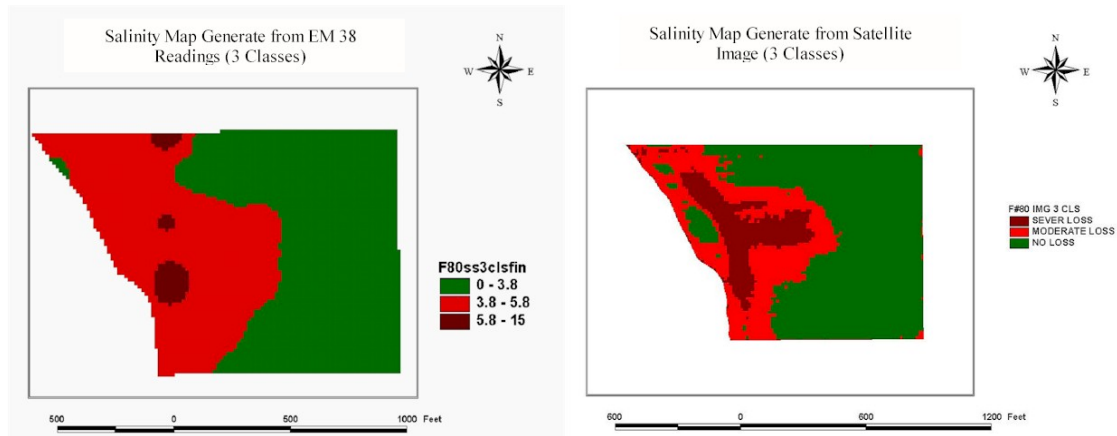 Salinity Map Generate from EM 38
Readings (3 Classes)
N
W E
S
F80ss3clsfin
0 - 3.8
3.8 - 5.8
5.8 - 15
500 0 500 1000 Feet
Salinity Map Generate from Satellite
Image (3 Classes)
N
W E
S
F#80 IMG 3 CLS
SEVER LOSS
MODERATE LOSS
NO LOSS
600 0 600 1200 Feet